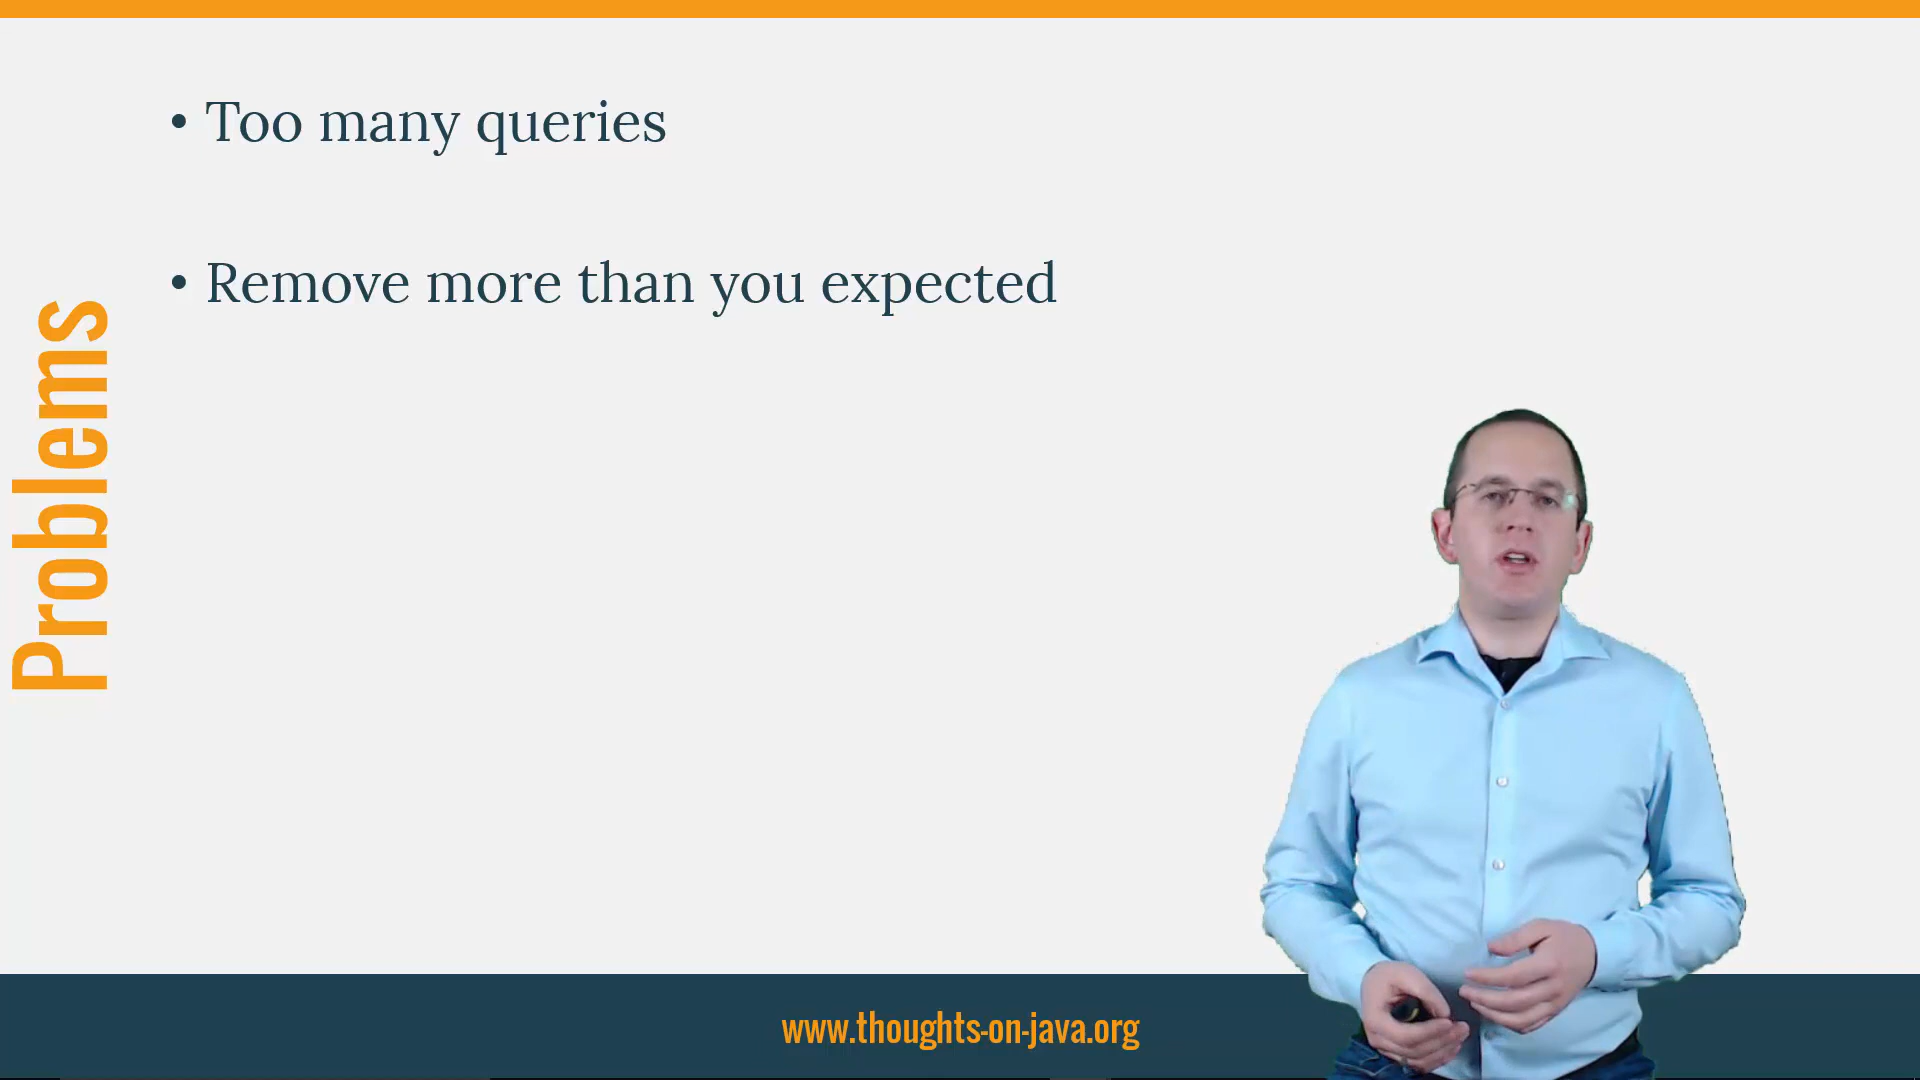 • Too many queries
• Remove more than you expected
Problems
www.thoughts-on-java.org